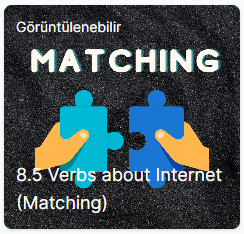 Görüntülenebilir
MATCHING
8.5 Verbs about Internet
(Matching)